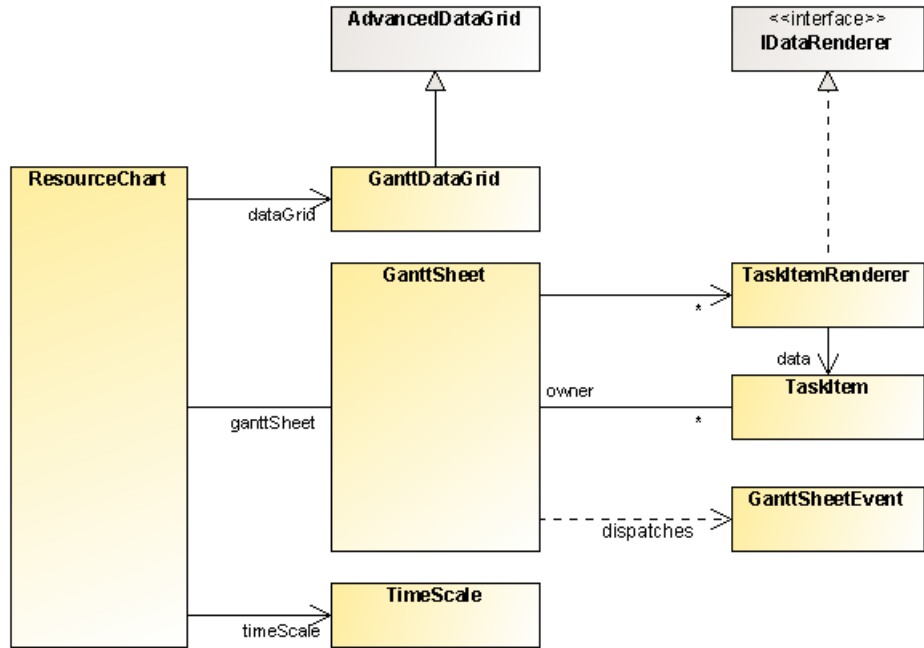 AdvancedDataGrid
<<interface>>
IDataRenderer
ResourceChart
dataGrid
GanttDataGrid
GanttSheet
*
TaskItemRenderer
data
ganttSheet
owner
*
TaskItem
dispatches
GanttSheetEvent
timeScale
TimeScale